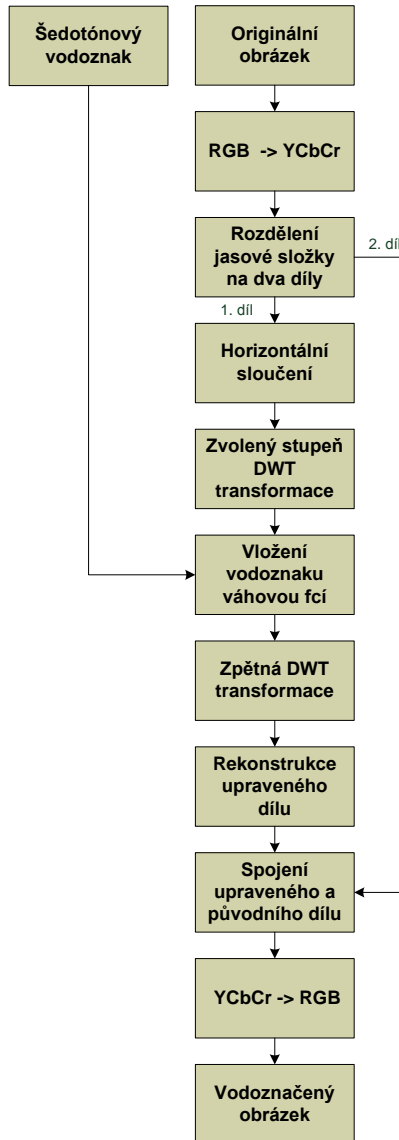 Šedotónový
vodoznak
Originální
obrázek
RGB -> YCbCr
Rozdělení
jasové složky
na dva díly
2. díl
1. díl
Horizontální
sloučení
Zvolený stupeň
DWT
transformace
Vložení
vodoznaku
váhovou fcí
Zpětná DWT
transformace
Rekonstrukce
upraveného
dílu
Spojení
upraveného a
původního dílu
YCbCr -> RGB
Vodoznačený
obrázek